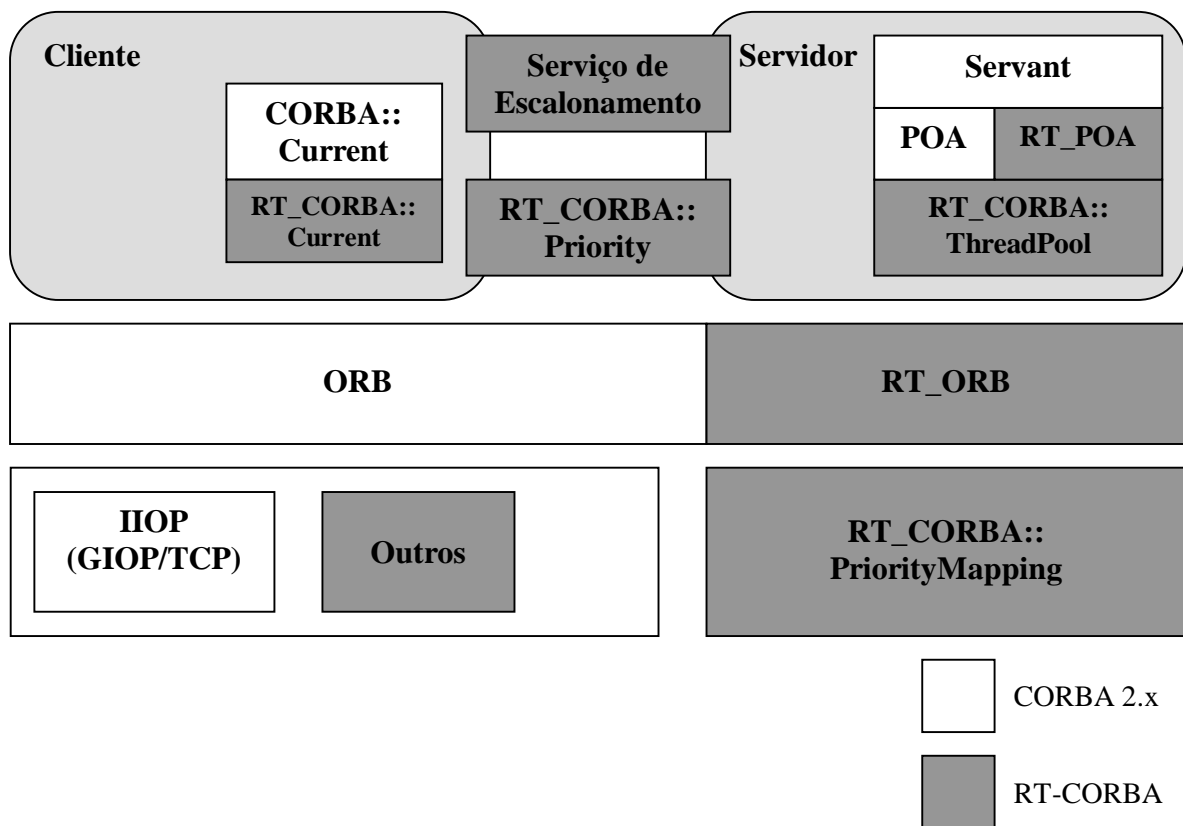 Cliente
CORBA::
Current
RT_CORBA::
Current
Serviço de
Escalonamento
RT_CORBA::
Priority
Servidor
Servant
POA
RT_POA
RT_CORBA::
ThreadPool
ORB
RT_ORB
IIOP
(GIOP/TCP)
Outros
RT_CORBA::
PriorityMapping
CORBA 2.x
RT-CORBA